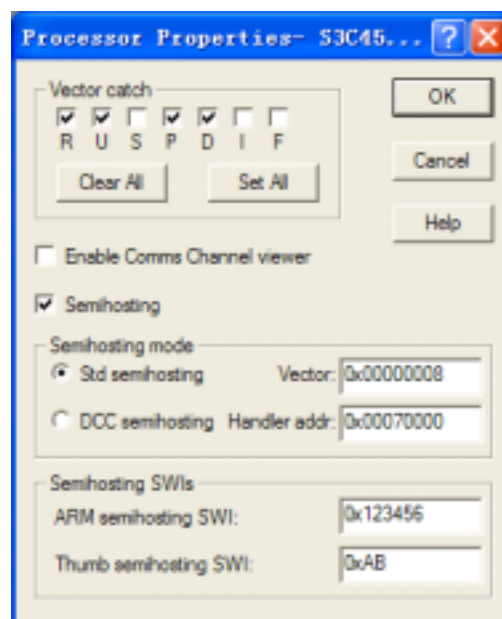 Processor Properties- S3C45...
Vector catch
R U S P D I F
Clear All
Set All
OK
Cancel
Help
Enable Comms Channel viewer
Semihosting
Semihosting mode
Std semihosting Vector: 0x00000008
DCC semihosting Handler addr: 0x00070000
Semihosting SWIs
ARM semihosting SWI: 0x123456
Thumb semihosting SWI: 0xAB